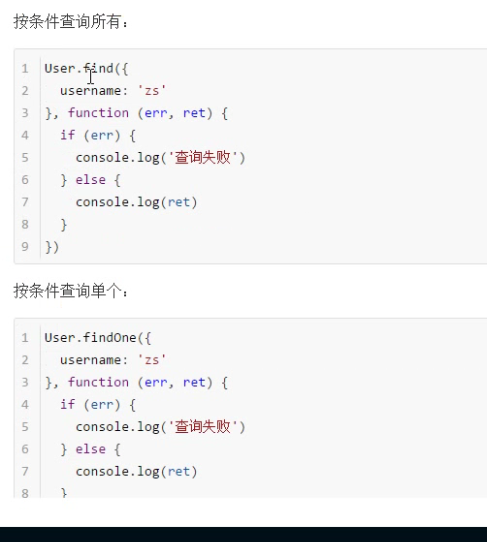 按条件查询所有：
1 User.find({
2   username: 'zs'
3 }, function (err, ret) {
4   if (err) {
5     console.log('查询失败')
6   } else {
7     console.log(ret)
8   }
9 })
按条件查询单个：
1 User.findOne({
2   username: 'zs'
3 }, function (err, ret) {
4   if (err) {
5     console.log('查询失败')
6   } else {
7     console.log(ret)
8   }